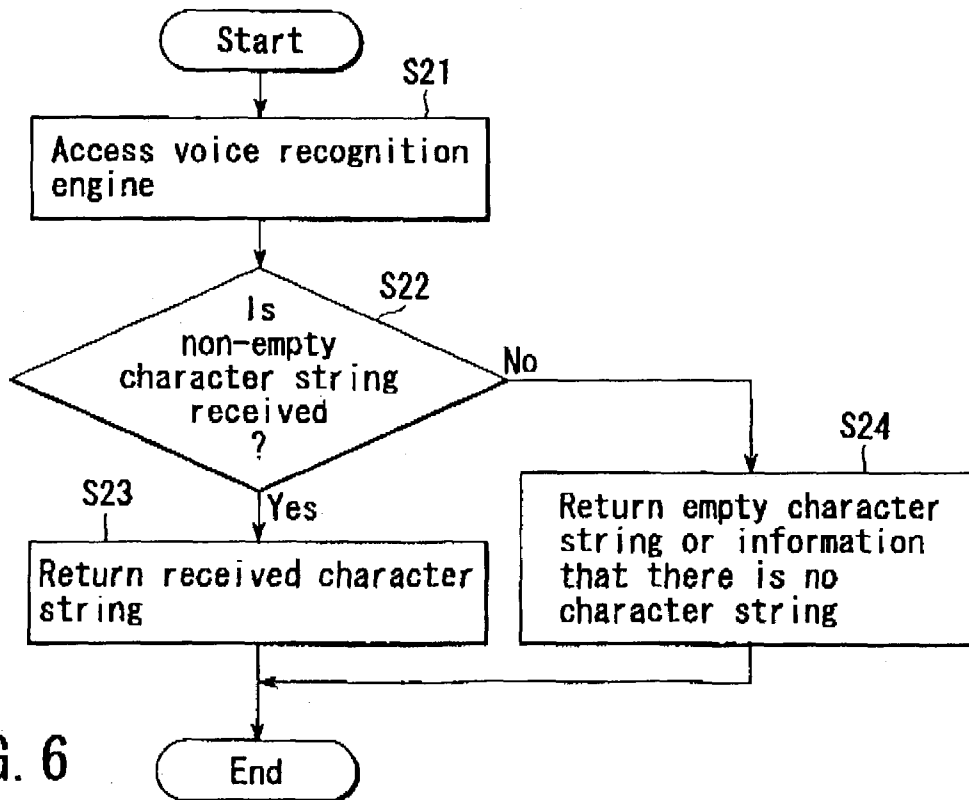 Start
S21
Access voice recognition
engine
S22
Is
non-empty
character string
received
?
No
S24
Yes
S23
Return received character
string
Return empty character
string or information
that there is no
character string
End
G. 6